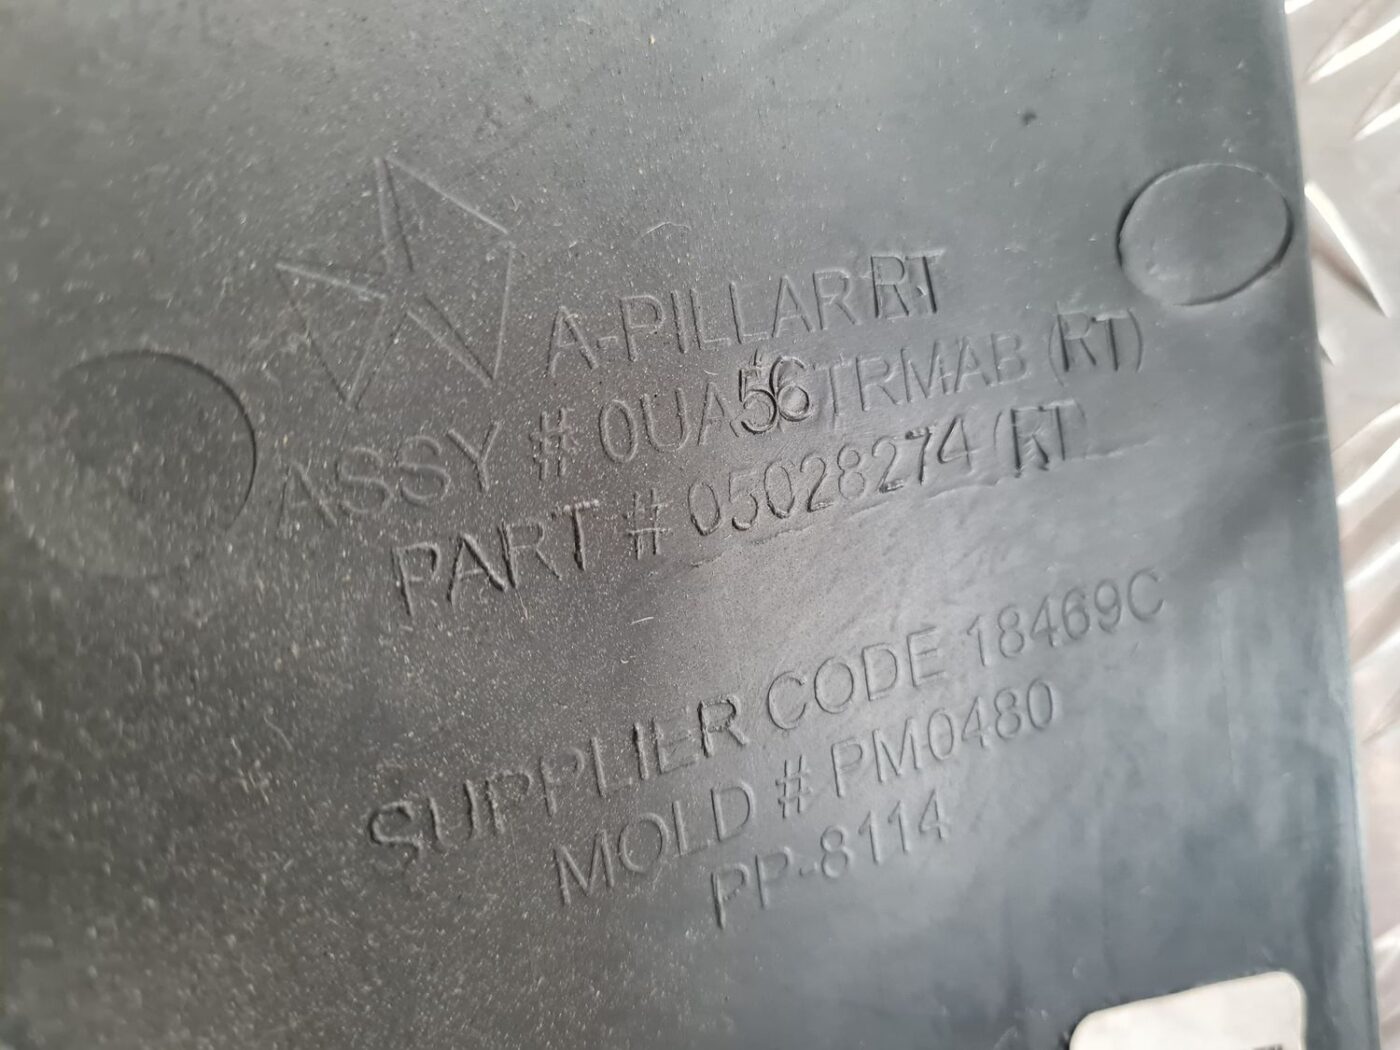 A-PILLAR RT
ASSY # 0UA56TRMAB (RT)
PART # 05028274 (RT)
SUPPLIER CODE 18469C
MOLD # PM0480
PP-8114